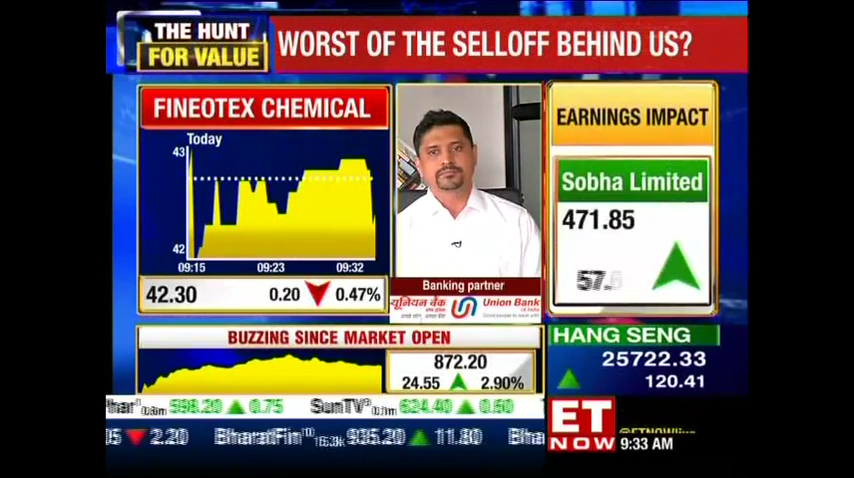 THE HUNT
FOR VALUE
WORST OF THE SELLOFF BEHIND US?
FINEOTEX CHEMICAL
Today
43
42
09:15 09:23 09:32
42.30 0.20 0.47%
Banking partner
यूनियन बैंक
Union Bank
EARNINGS IMPACT
Sobha Limited
471.85
BUZZING SINCE MARKET OPEN
872.20
24.55 2.90%
HANG SENG
25722.33
120.41
598.20 0.75 SunTV 624.40 0.60
2.20 BharatFin 935.20 11.80
ET
NOW
@ETNOWlive
9:33 AM